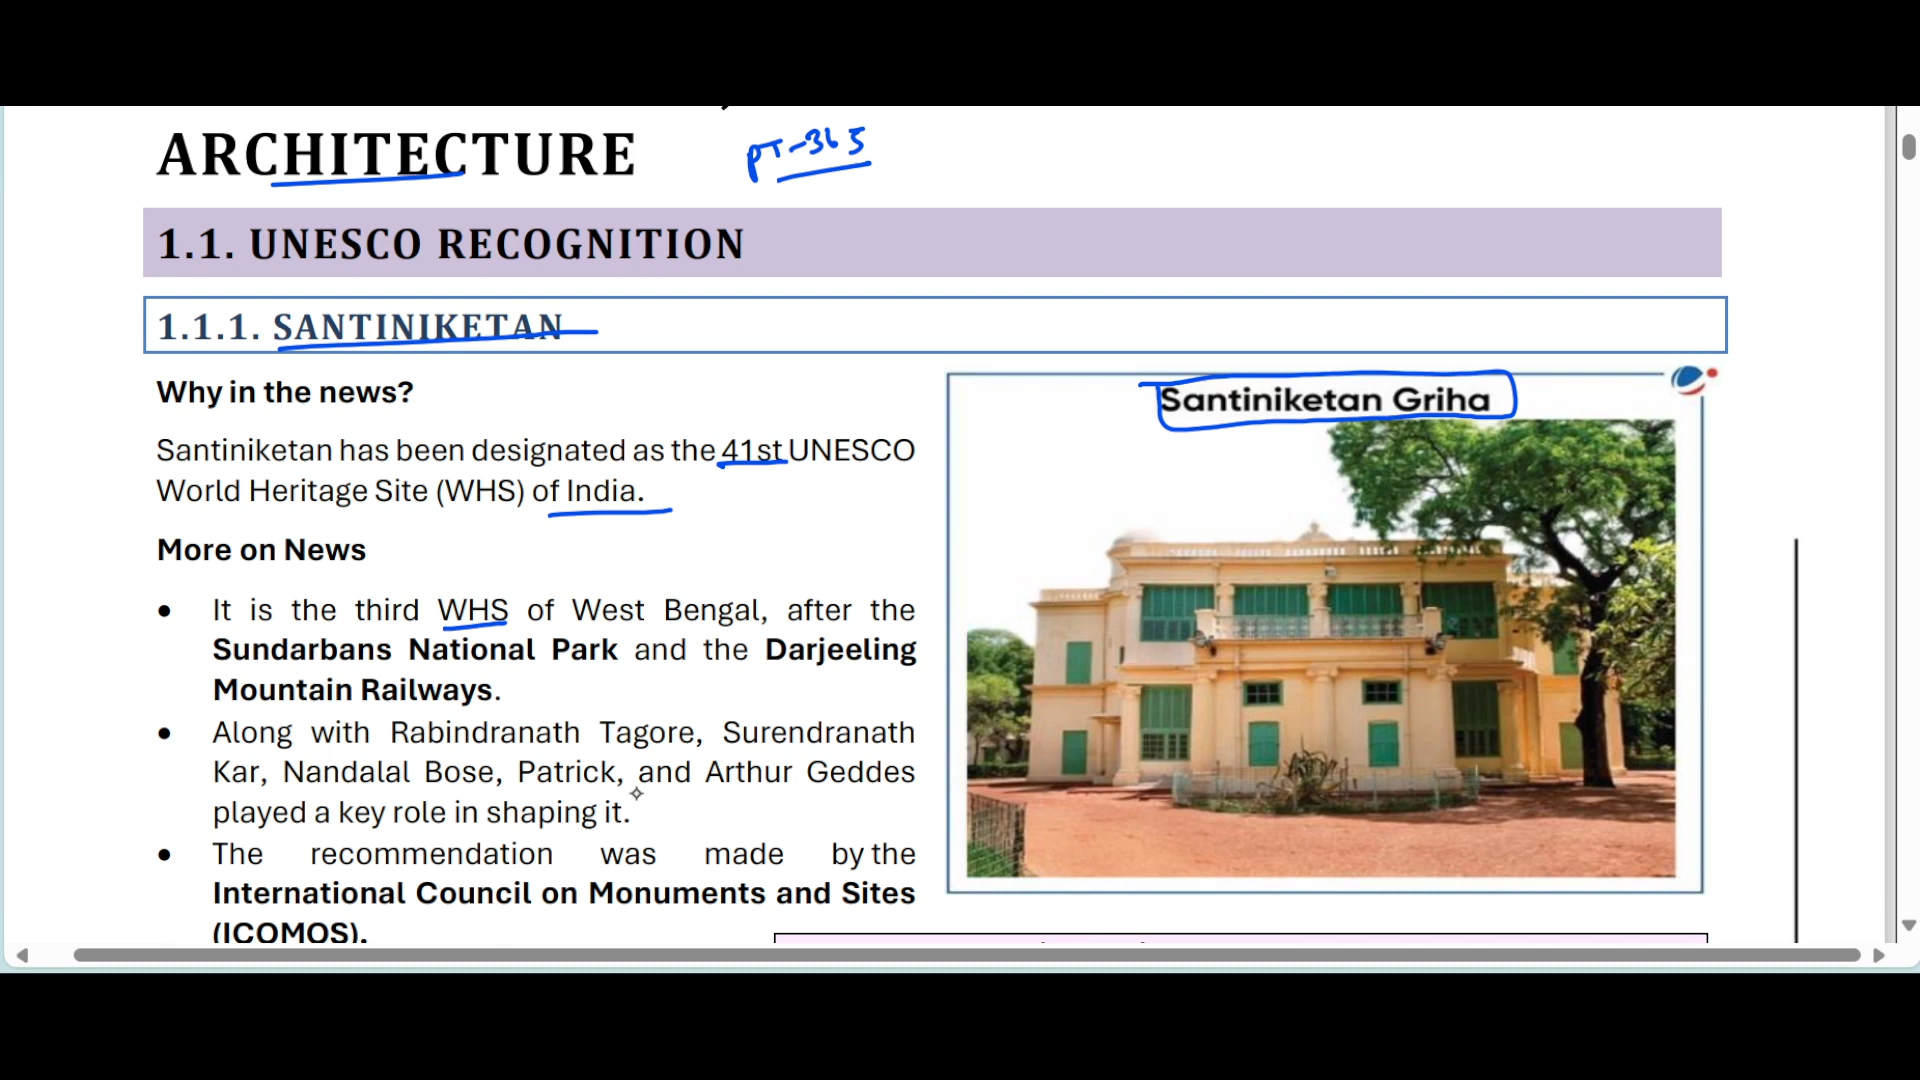 ARCHITECTURE
PT-365
1.1. UNESCO RECOGNITION
1.1.1. SANTINIKETAN
Why in the news?
Santiniketan has been designated as the 41st UNESCO
World Heritage Site (WHS) of India.
More on News
• It is the third WHS of West Bengal, after the
Sundarbans National Park and the Darjeeling
Mountain Railways.
• Along with Rabindranath Tagore, Surendranath
Kar, Nandalal Bose, Patrick, and Arthur Geddes
played a key role in shaping it.
• The recommendation was made by the
International Council on Monuments and Sites
(ICOMOS).
Santiniketan Griha